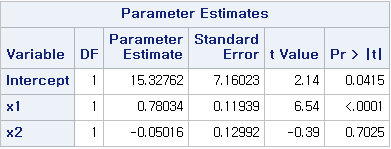 Parameter Estimates
Variable DF Parameter Estimate Standard Error t Value Pr > |t|
Intercept 1 15.32762 7.16023 2.14 0.0415
x1 1 0.78034 0.11939 6.54 <.0001
x2 1 -0.05016 0.12992 -0.39 0.7025